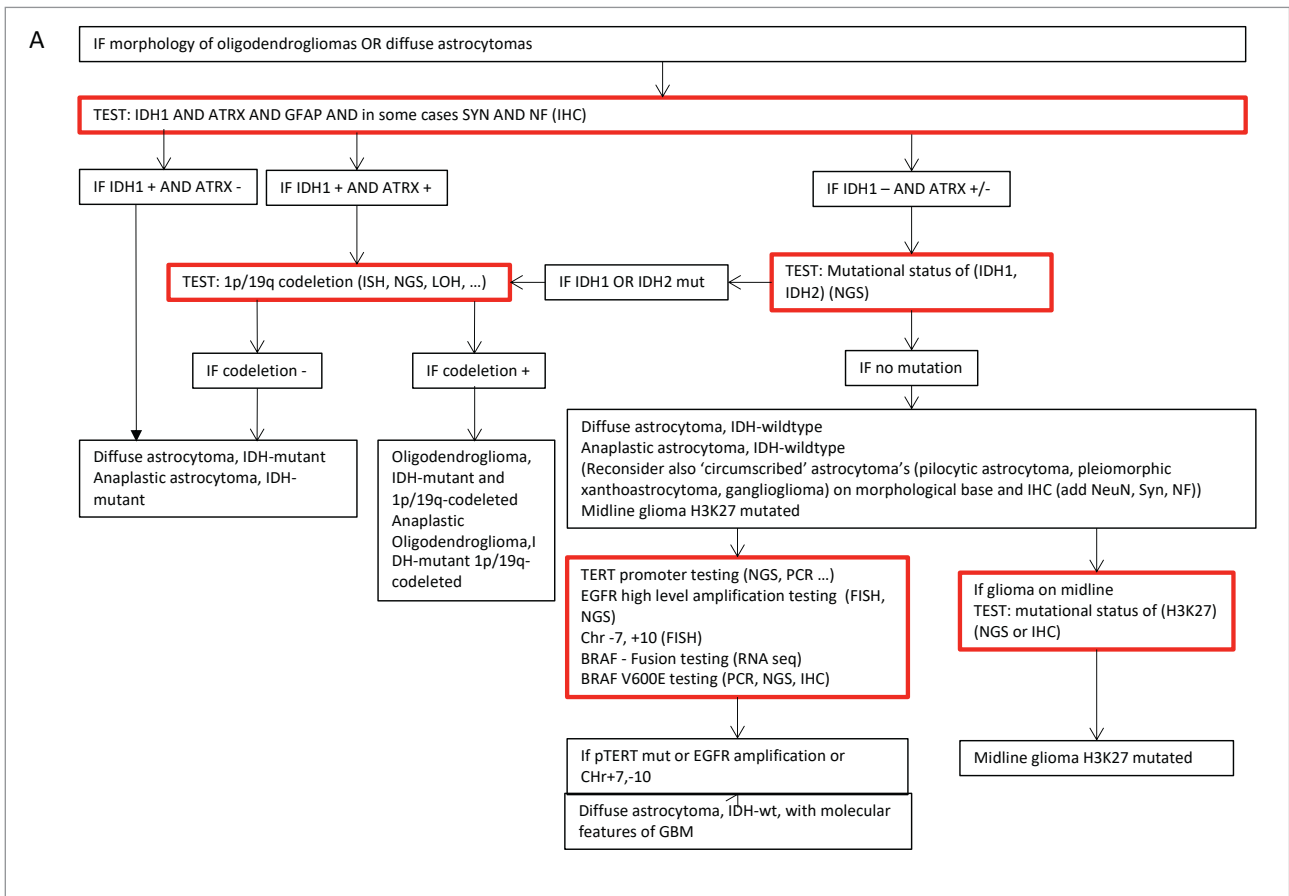 A
IF morphology of oligodendrogliomas OR diffuse astrocytomas
TEST: IDH1 AND ATRX AND GFAP AND in some cases SYN AND NF (IHC)
IF IDH1 + AND ATRX -
IF IDH1 + AND ATRX +
IF IDH1 – AND ATRX +/-
TEST: 1p/19q codeletion (ISH, NGS, LOH, …)
IF IDH1 OR IDH2 mut
TEST: Mutational status of (IDH1,
IDH2) (NGS)
IF codeletion -
IF codeletion +
IF no mutation
Diffuse astrocytoma, IDH-mutant
Anaplastic astrocytoma, IDH-
mutant
Oligodendroglioma,
IDH-mutant and
1p/19q-codeleted
Anaplastic
Oligodendroglioma,I
DH-mutant 1p/19q-
codeleted
Diffuse astrocytoma, IDH-wildtype
Anaplastic astrocytoma, IDH-wildtype
(Reconsider also ‘circumscribed’ astrocytoma’s (pilocytic astrocytoma, pleiomorphic
xanthoastrocytoma, ganglioglioma) on morphological base and IHC (add NeuN, Syn, NF))
Midline glioma H3K27 mutated
TERT promoter testing (NGS, PCR …)
EGFR high level amplification testing (FISH,
NGS)
Chr -7, +10 (FISH)
BRAF - Fusion testing (RNA seq)
BRAF V600E testing (PCR, NGS, IHC)
If glioma on midline
TEST: mutational status of (H3K27)
(NGS or IHC)
If pTERT mut or EGFR amplification or
CHr+7,-10
Midline glioma H3K27 mutated
Diffuse astrocytoma, IDH-wt, with molecular
features of GBM